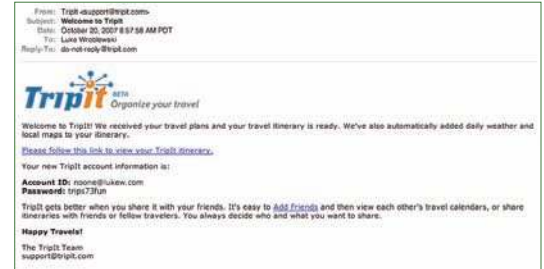 From: TripIt <support@tripit.com>
Subject: Welcome to TripIt
Date: October 20, 2007 8:57:58 AM PDT
To: Luke Wroblewski
Reply-To: do-not-reply@tripit.com
TripIt BETA Organize your travel
Welcome to TripIt! We received your travel plans and your travel itinerary is ready. We've also automatically added daily weather and
local maps to your itinerary.
Please follow this link to view your TripIt itinerary.
Your new TripIt account information is:
Account ID: noone@lukew.com
Password: trips73fun
TripIt gets better when you share it with your friends. It's easy to Add Friends and then view each other's travel calendars, or share
itineraries with friends or fellow travelers. You always decide who and what you want to share.
Happy Travels!
The TripIt Team
support@tripit.com